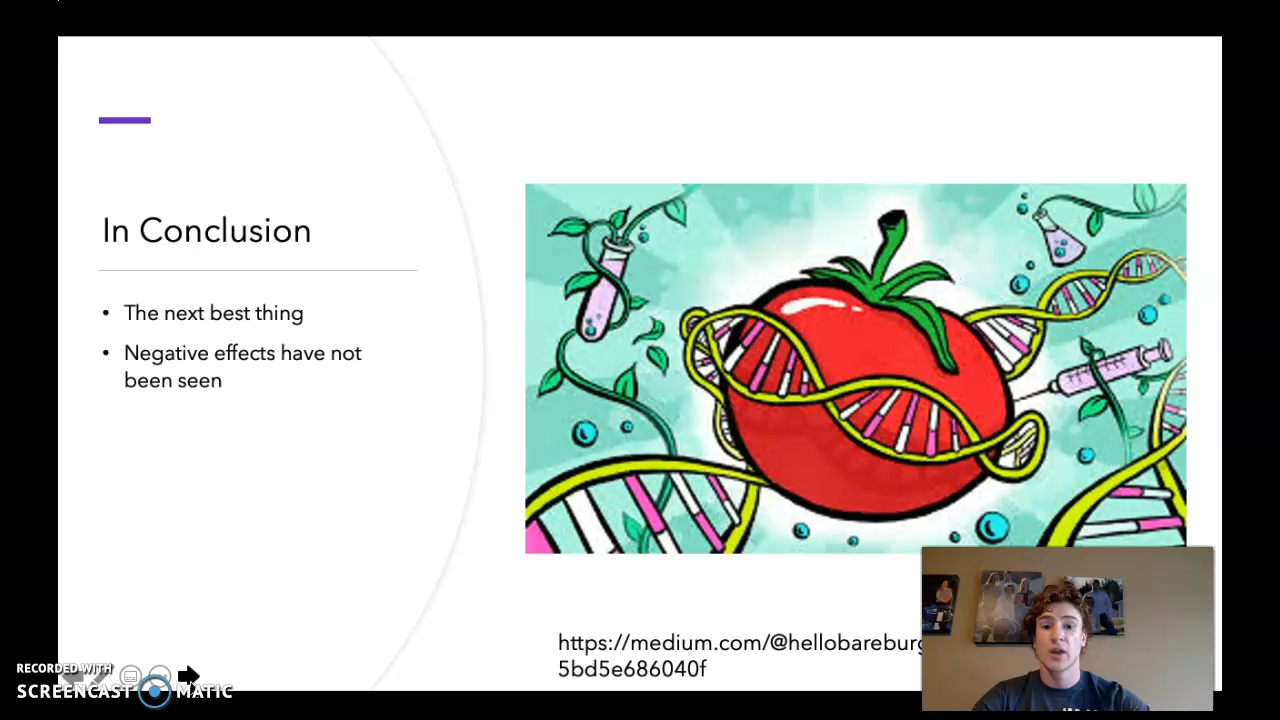 In Conclusion
• The next best thing
• Negative effects have not
been seen
https://medium.com/@hellobareburg
5bd5e686040f
RECORDED WITH
SCREENCAST MATIC